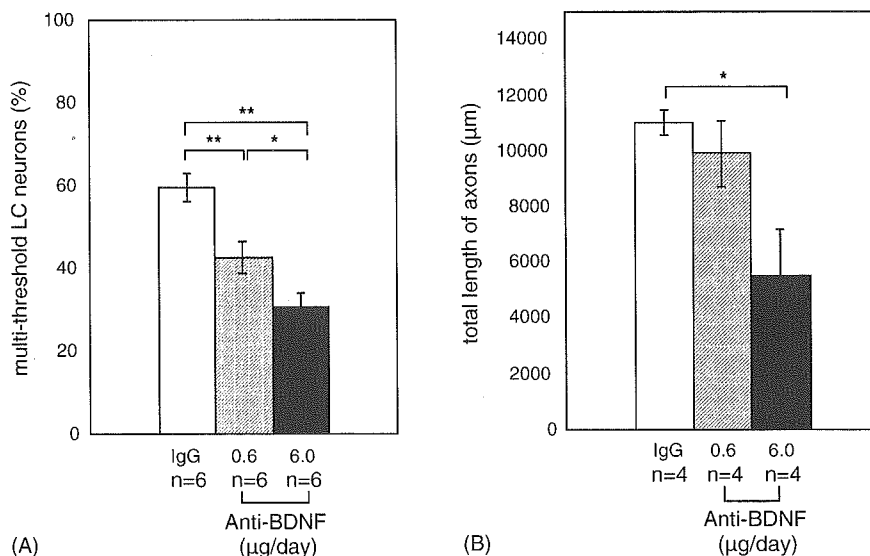 100
80
60
40
20
0
multi-threshold LC neurons (%)
**
** *
IgG 0.6 6.0
n=6 n=6 n=6
Anti-BDNF
(µg/day)
(A)
14000
12000
10000
8000
6000
4000
2000
0
total length of axons (µm)
*
IgG 0.6 6.0
n=4 n=4 n=4
Anti-BDNF
(µg/day)
(B)